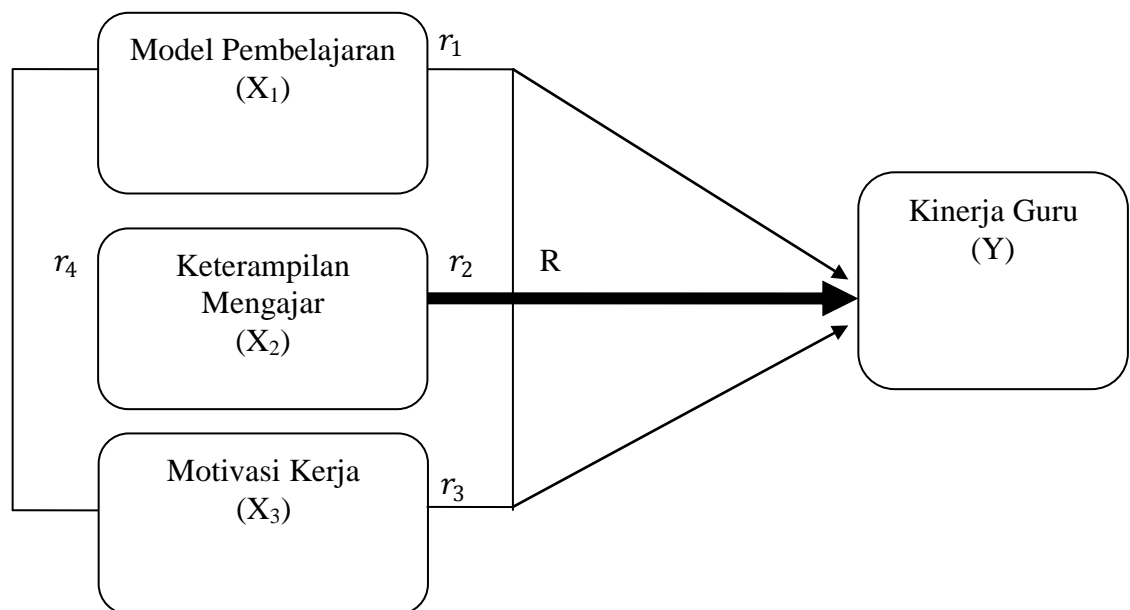 Model Pembelajaran
(X₁)
r₁
Keterampilan
Mengajar
(X₂)
r₂
R
r₄
Motivasi Kerja
(X₃)
r₃
Kinerja Guru
(Y)